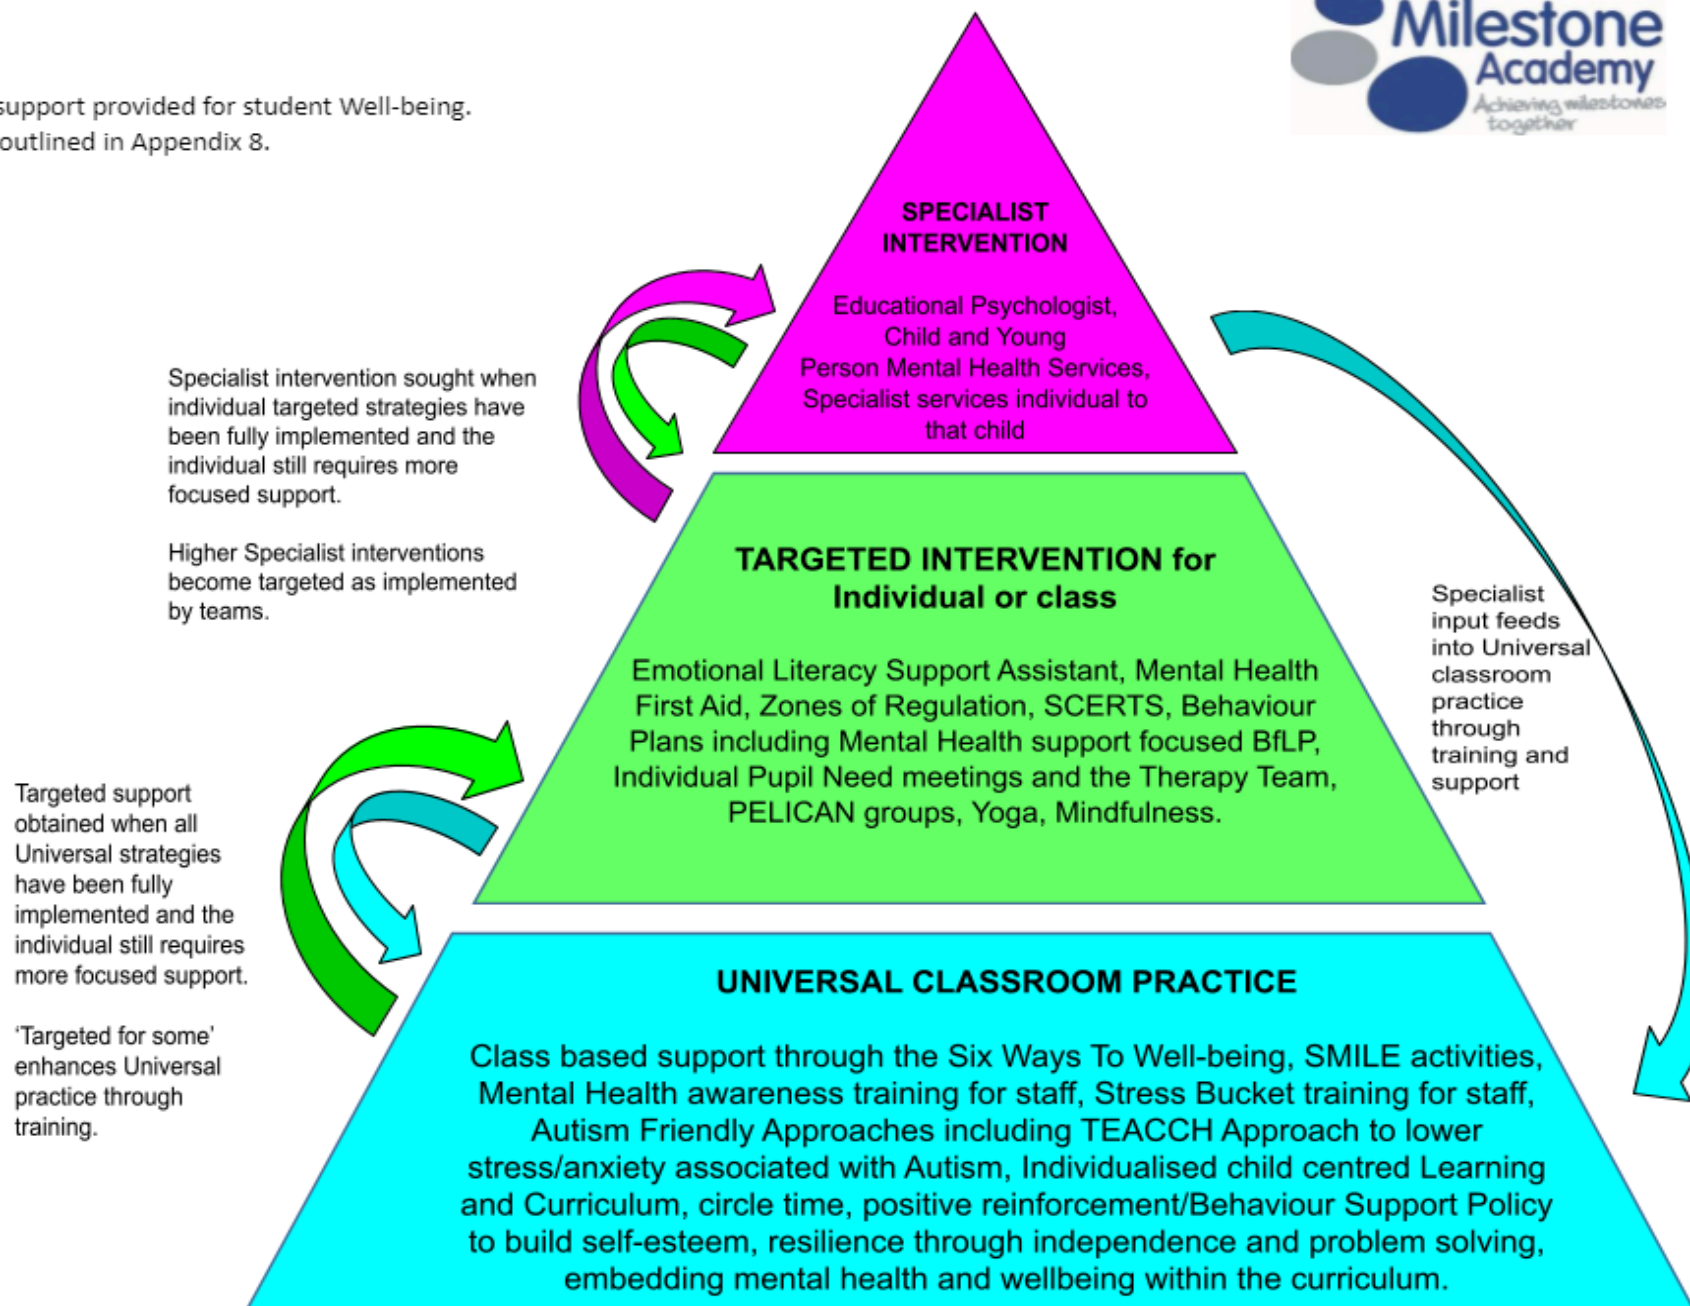 support provided for student Well-being.
outlined in Appendix 8.
Milestone
Academy
Achieving milestones
together
SPECIALIST
INTERVENTION
Educational Psychologist,
Child and Young
Person Mental Health Services,
Specialist services individual to
that child
Specialist intervention sought when
individual targeted strategies have
been fully implemented and the
individual still requires more
focused support.
Higher Specialist interventions
become targeted as implemented
by teams.
TARGETED INTERVENTION for
Individual or class
Emotional Literacy Support Assistant, Mental Health
First Aid, Zones of Regulation, SCERTS, Behaviour
Plans including Mental Health support focused BfLP,
Individual Pupil Need meetings and the Therapy Team,
PELICAN groups, Yoga, Mindfulness.
Specialist
input feeds
into Universal
classroom
practice
through
training and
support
Targeted support
obtained when all
Universal strategies
have been fully
implemented and the
individual still requires
more focused support.
‘Targeted for some’
enhances Universal
practice through
training.
UNIVERSAL CLASSROOM PRACTICE
Class based support through the Six Ways To Well-being, SMILE activities,
Mental Health awareness training for staff, Stress Bucket training for staff,
Autism Friendly Approaches including TEACCH Approach to lower
stress/anxiety associated with Autism, Individualised child centred Learning
and Curriculum, circle time, positive reinforcement/Behaviour Support Policy
to build self-esteem, resilience through independence and problem solving,
embedding mental health and wellbeing within the curriculum.